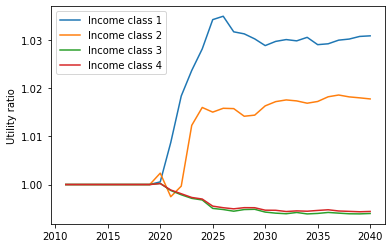 Income class 1
Income class 2
Income class 3
Income class 4
Utility ratio
1.03
1.02
1.01
1.00
2010 2015 2020 2025 2030 2035 2040